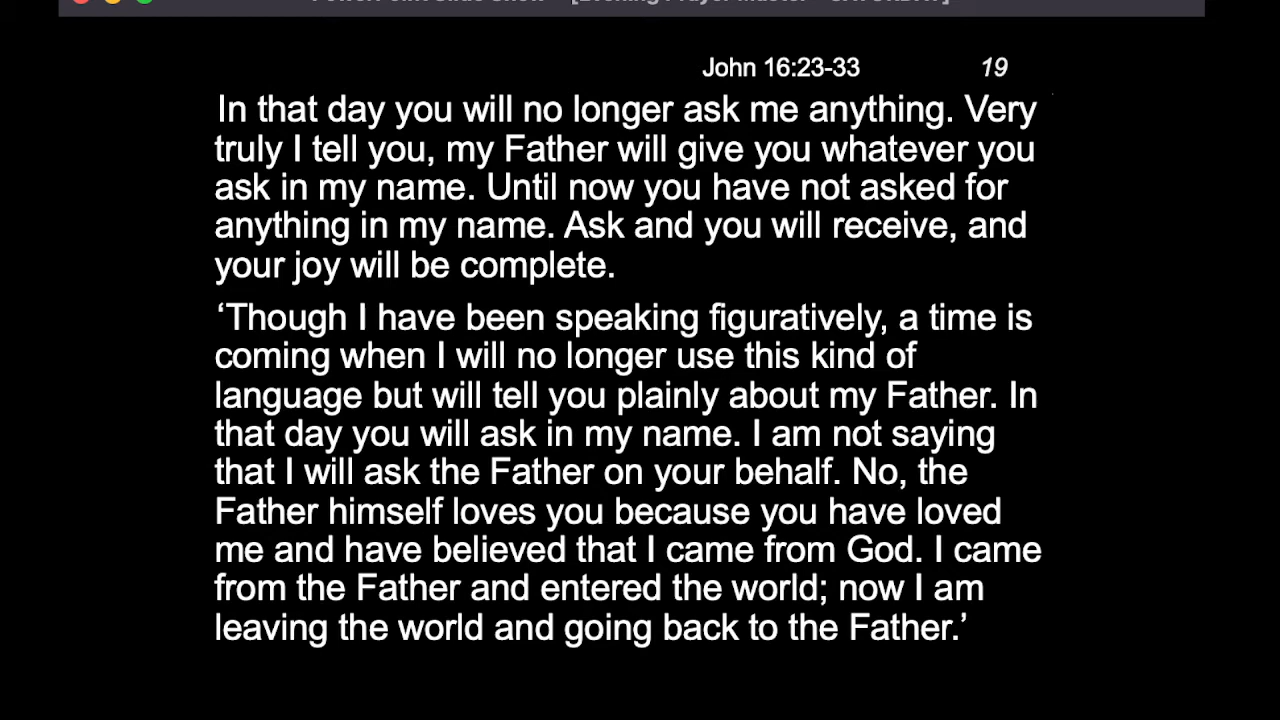 John 16:23-33 19
In that day you will no longer ask me anything. Very
truly I tell you, my Father will give you whatever you
ask in my name. Until now you have not asked for
anything in my name. Ask and you will receive, and
your joy will be complete.
‘Though I have been speaking figuratively, a time is
coming when I will no longer use this kind of
language but will tell you plainly about my Father. In
that day you will ask in my name. I am not saying
that I will ask the Father on your behalf. No, the
Father himself loves you because you have loved
me and have believed that I came from God. I came
from the Father and entered the world; now I am
leaving the world and going back to the Father.’